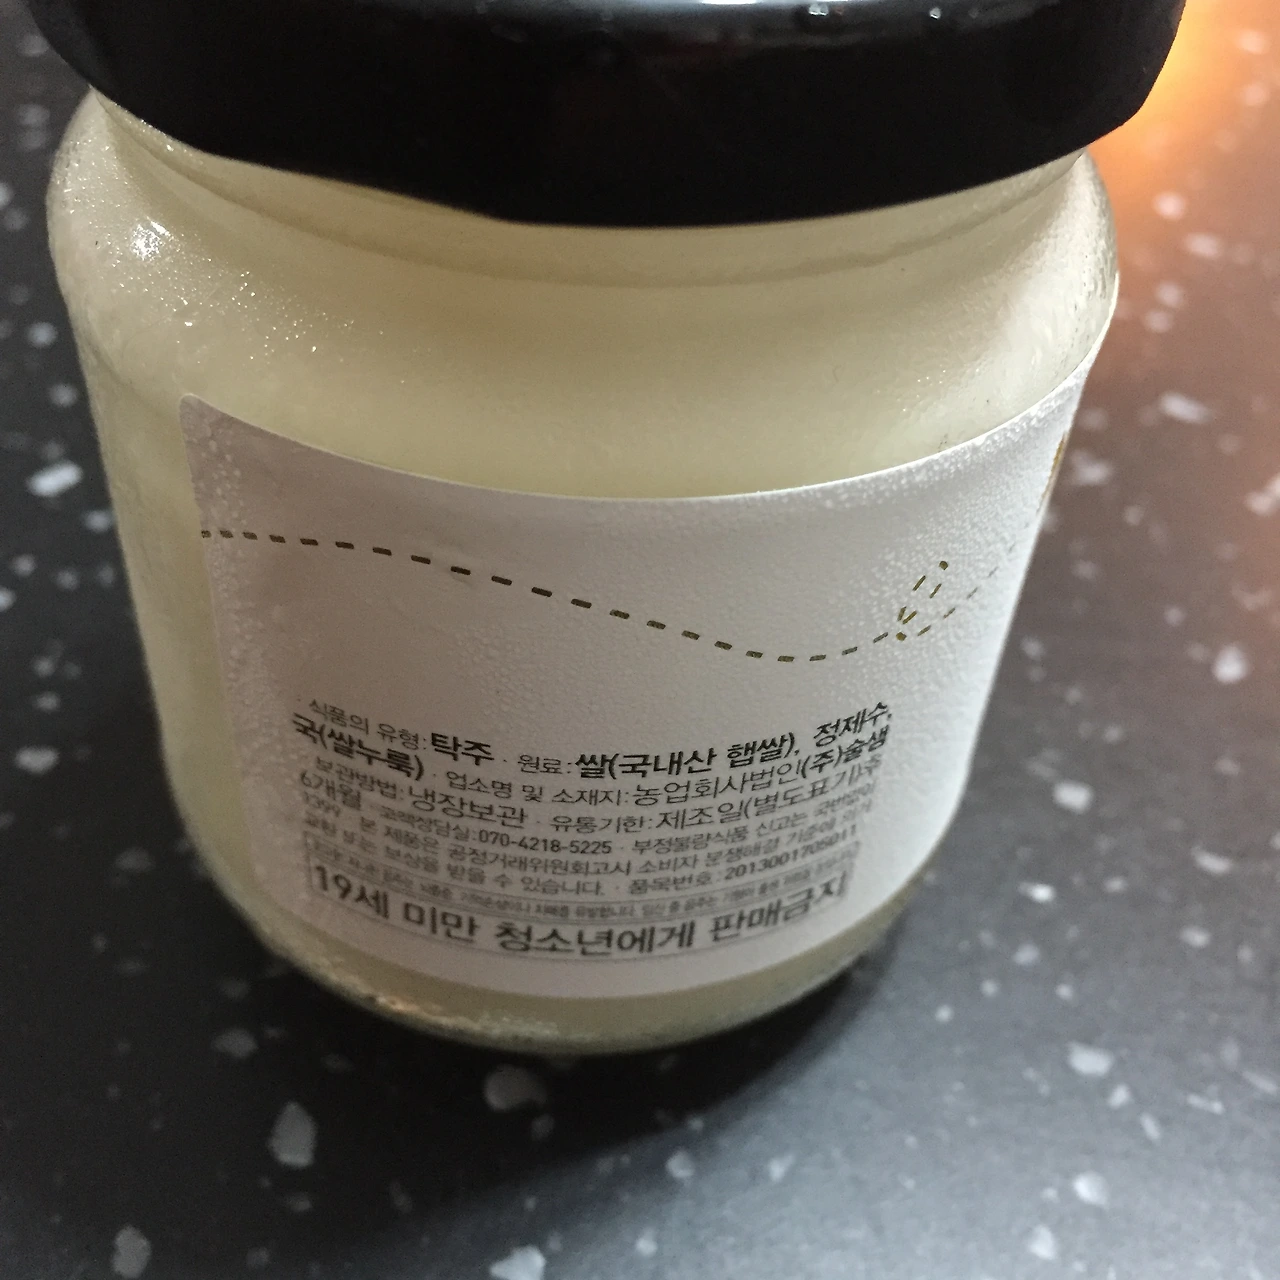 · 식품의 유형:탁주 · 원료:쌀(국내산 햅쌀), 정제수,
국(쌀누룩) · 업소명 및 소재지:농업회사법인(주)술샘
· 보관방법:냉장보관 · 유통기한:제조일(별도표기)로
6개월 · 고객상담실:070-4218-5225 · 부정불량식품 신고는 국번없이
1399 · 본 제품은 공정거래위원회고시 소비자 분쟁해결 기준에 의거
교환 또는 보상을 받을 수 있습니다. · 품목번호:2013001705011
19세 미만 청소년에게 판매금지